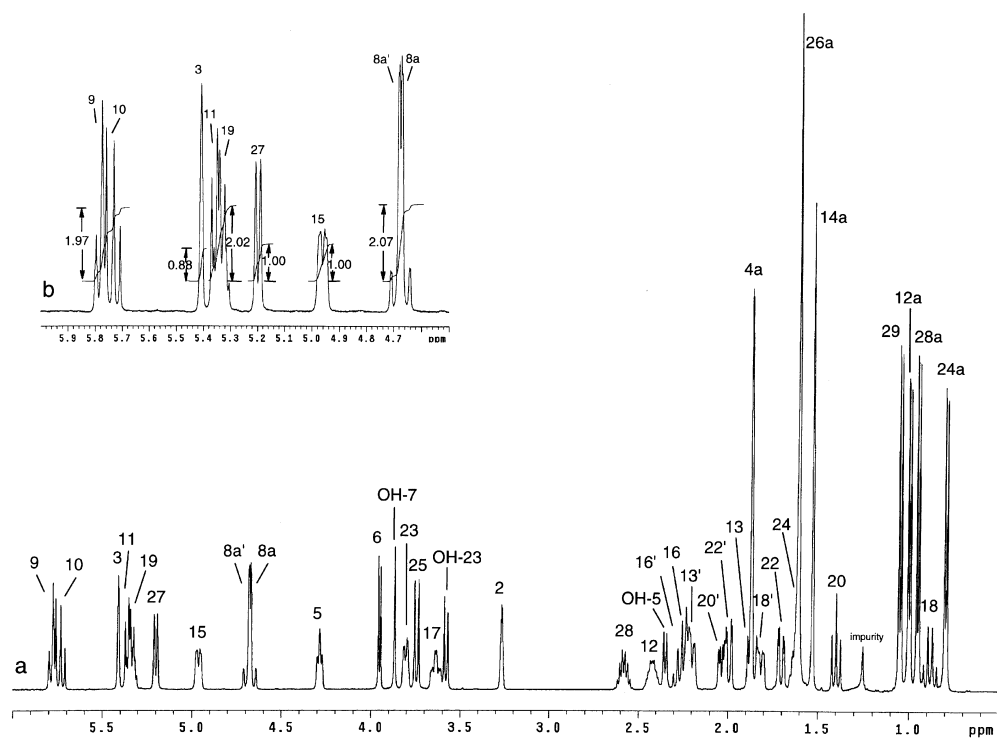 26a
8a' 8a
3
9
10
11
19
27
15
1.97
0.88
2.02
1.00
1.00
2.07
b
5.9 5.8 5.7 5.6 5.5 5.4 5.3 5.2 5.1 5.0 4.9 4.8 4.7 ppm
14a
4a
12a
29
28a
24a
OH-7
6
23
25
OH-23
2
9
10
3
11
19
27
15
8a' 8a
5
17
28
12
OH-5
16'
16
13'
20'
22'
13
18'
22
24
20
impurity
18
a
5.5 5.0 4.5 4.0 3.5 3.0 2.5 2.0 1.5 1.0 ppm